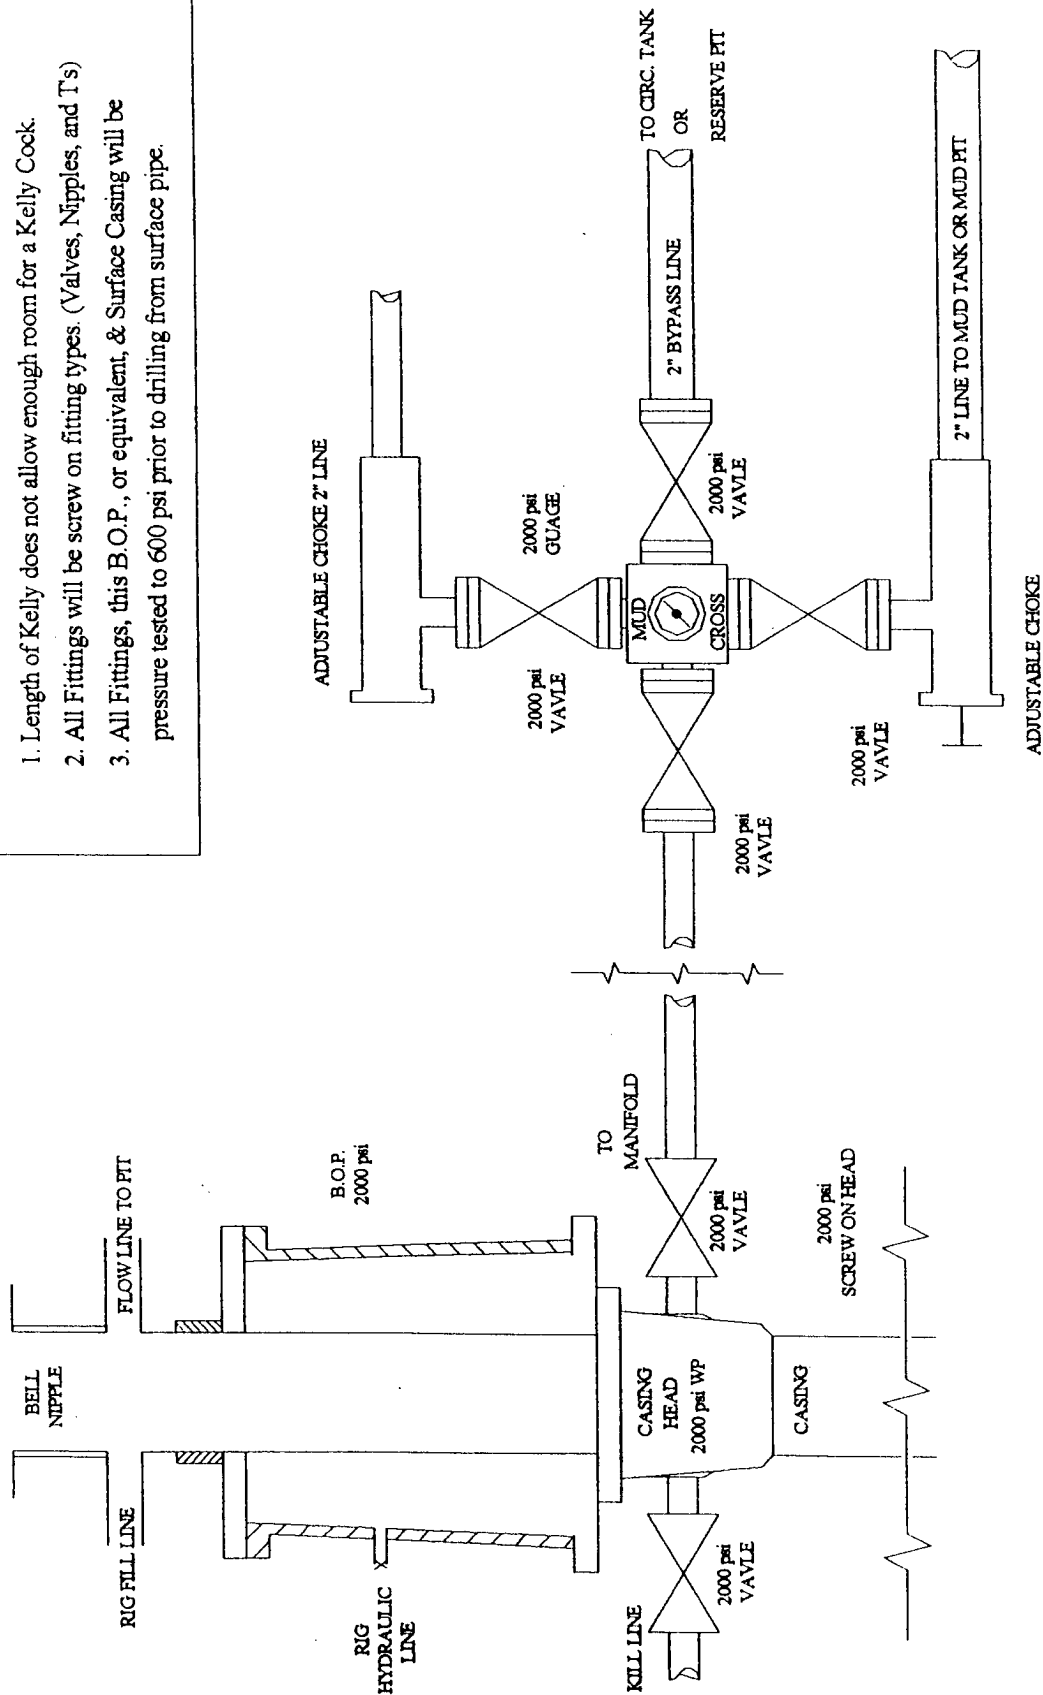 1. Length of Kelly does not allow enough room for a Kelly Cock.
2. All Fittings will be screw on fitting types. (Valves, Nipples, and T's)
3. All Fittings, this B.O.P., or equivalent, & Surface Casing will be
pressure tested to 600 psi prior to drilling from surface pipe.
BELL
NIPPLE
RIG FILL LINE
FLOW LINE TO PIT
B.O.P.
2000 psi
RIG
HYDRAULIC
LINE
KILL LINE
2000 psi
VAVLE
CASING
HEAD
2000 psi WP
CASING
TO
MANIFOLD
2000 psi
VAVLE
2000 psi
SCREW ON HEAD
ADJUSTABLE CHOKE 2" LINE
2000 psi
VAVLE
2000 psi
GUAGE
MUD
CROSS
2000 psi
VAVLE
2000 psi
VAVLE
2" BYPASS LINE
TO CIRC. TANK
OR
RESERVE PIT
2000 psi
VAVLE
2" LINE TO MUD TANK OR MUD PIT
ADJUSTABLE CHOKE